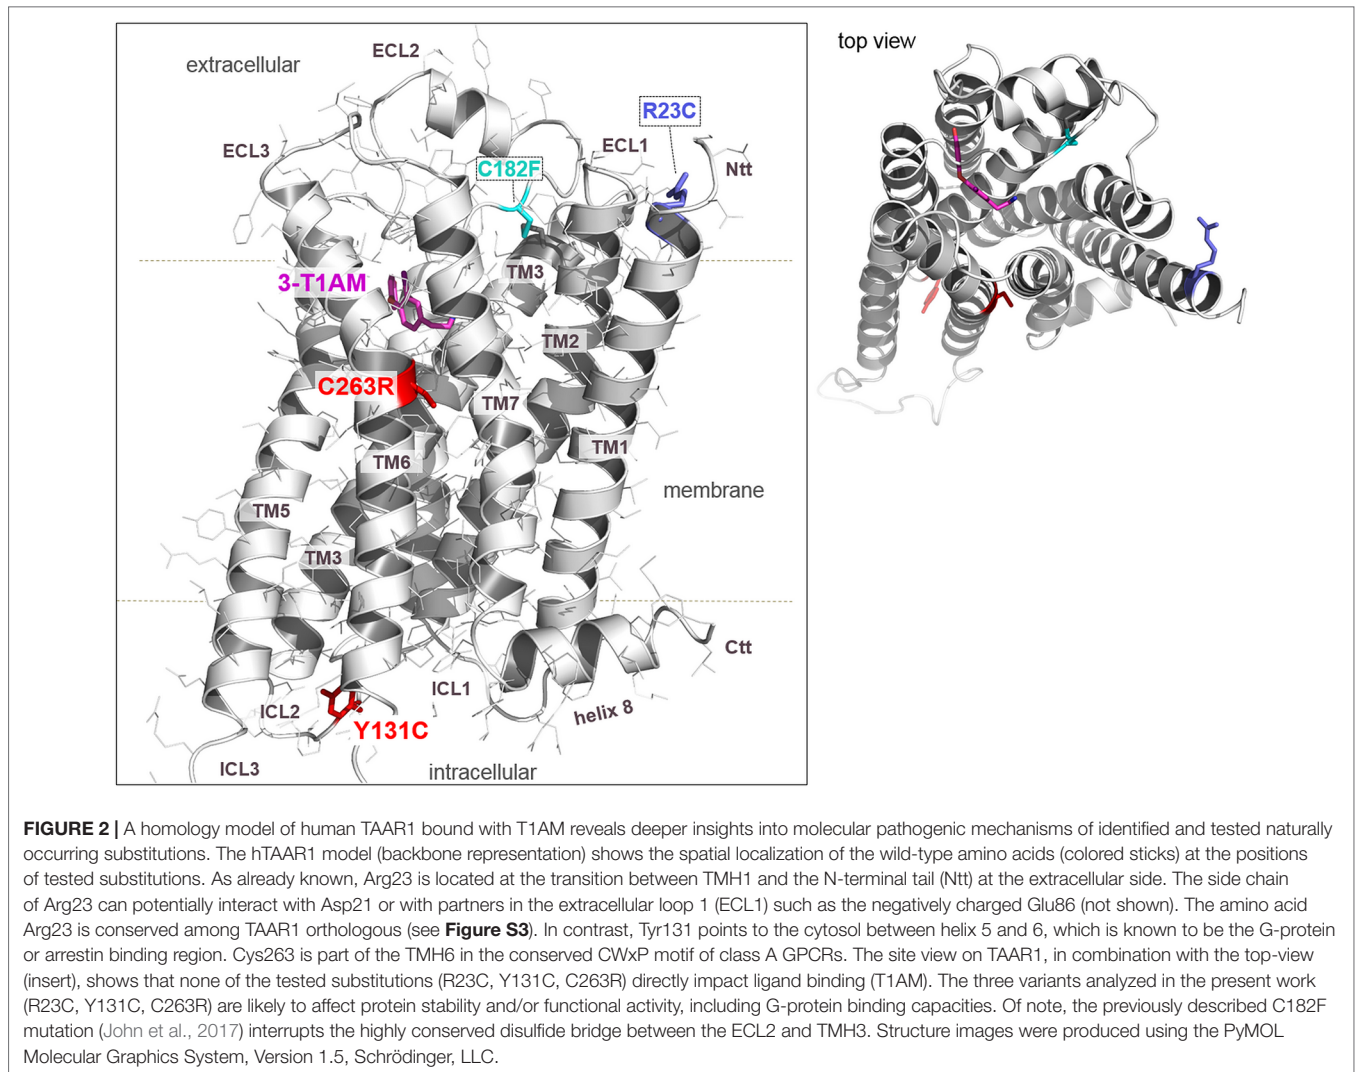 extracellular
ECL2
top view
R23C
ECL3
ECL1
Ntt
C182F
TM3
3-T1AM
TM2
C263R
TM7
TM6
TM1
membrane
TM5
TM3
Ctt
ICL1
ICL2
helix 8
Y131C
ICL3
intracellular
FIGURE 2 | A homology model of human TAAR1 bound with T1AM reveals deeper insights into molecular pathogenic mechanisms of identified and tested naturally
occurring substitutions. The hTAAR1 model (backbone representation) shows the spatial localization of the wild-type amino acids (colored sticks) at the positions
of tested substitutions. As already known, Arg23 is located at the transition between TMH1 and the N-terminal tail (Ntt) at the extracellular side. The side chain
of Arg23 can potentially interact with Asp21 or with partners in the extracellular loop 1 (ECL1) such as the negatively charged Glu86 (not shown). The amino acid
Arg23 is conserved among TAAR1 orthologous (see Figure S3). In contrast, Tyr131 points to the cytosol between helix 5 and 6, which is known to be the G-protein
or arrestin binding region. Cys263 is part of the TMH6 in the conserved CWxP motif of class A GPCRs. The site view on TAAR1, in combination with the top-view
(insert), shows that none of the tested substitutions (R23C, Y131C, C263R) directly impact ligand binding (T1AM). The three variants analyzed in the present work
(R23C, Y131C, C263R) are likely to affect protein stability and/or functional activity, including G-protein binding capacities. Of note, the previously described C182F
mutation (John et al., 2017) interrupts the highly conserved disulfide bridge between the ECL2 and TMH3. Structure images were produced using the PyMOL
Molecular Graphics System, Version 1.5, Schrödinger, LLC.